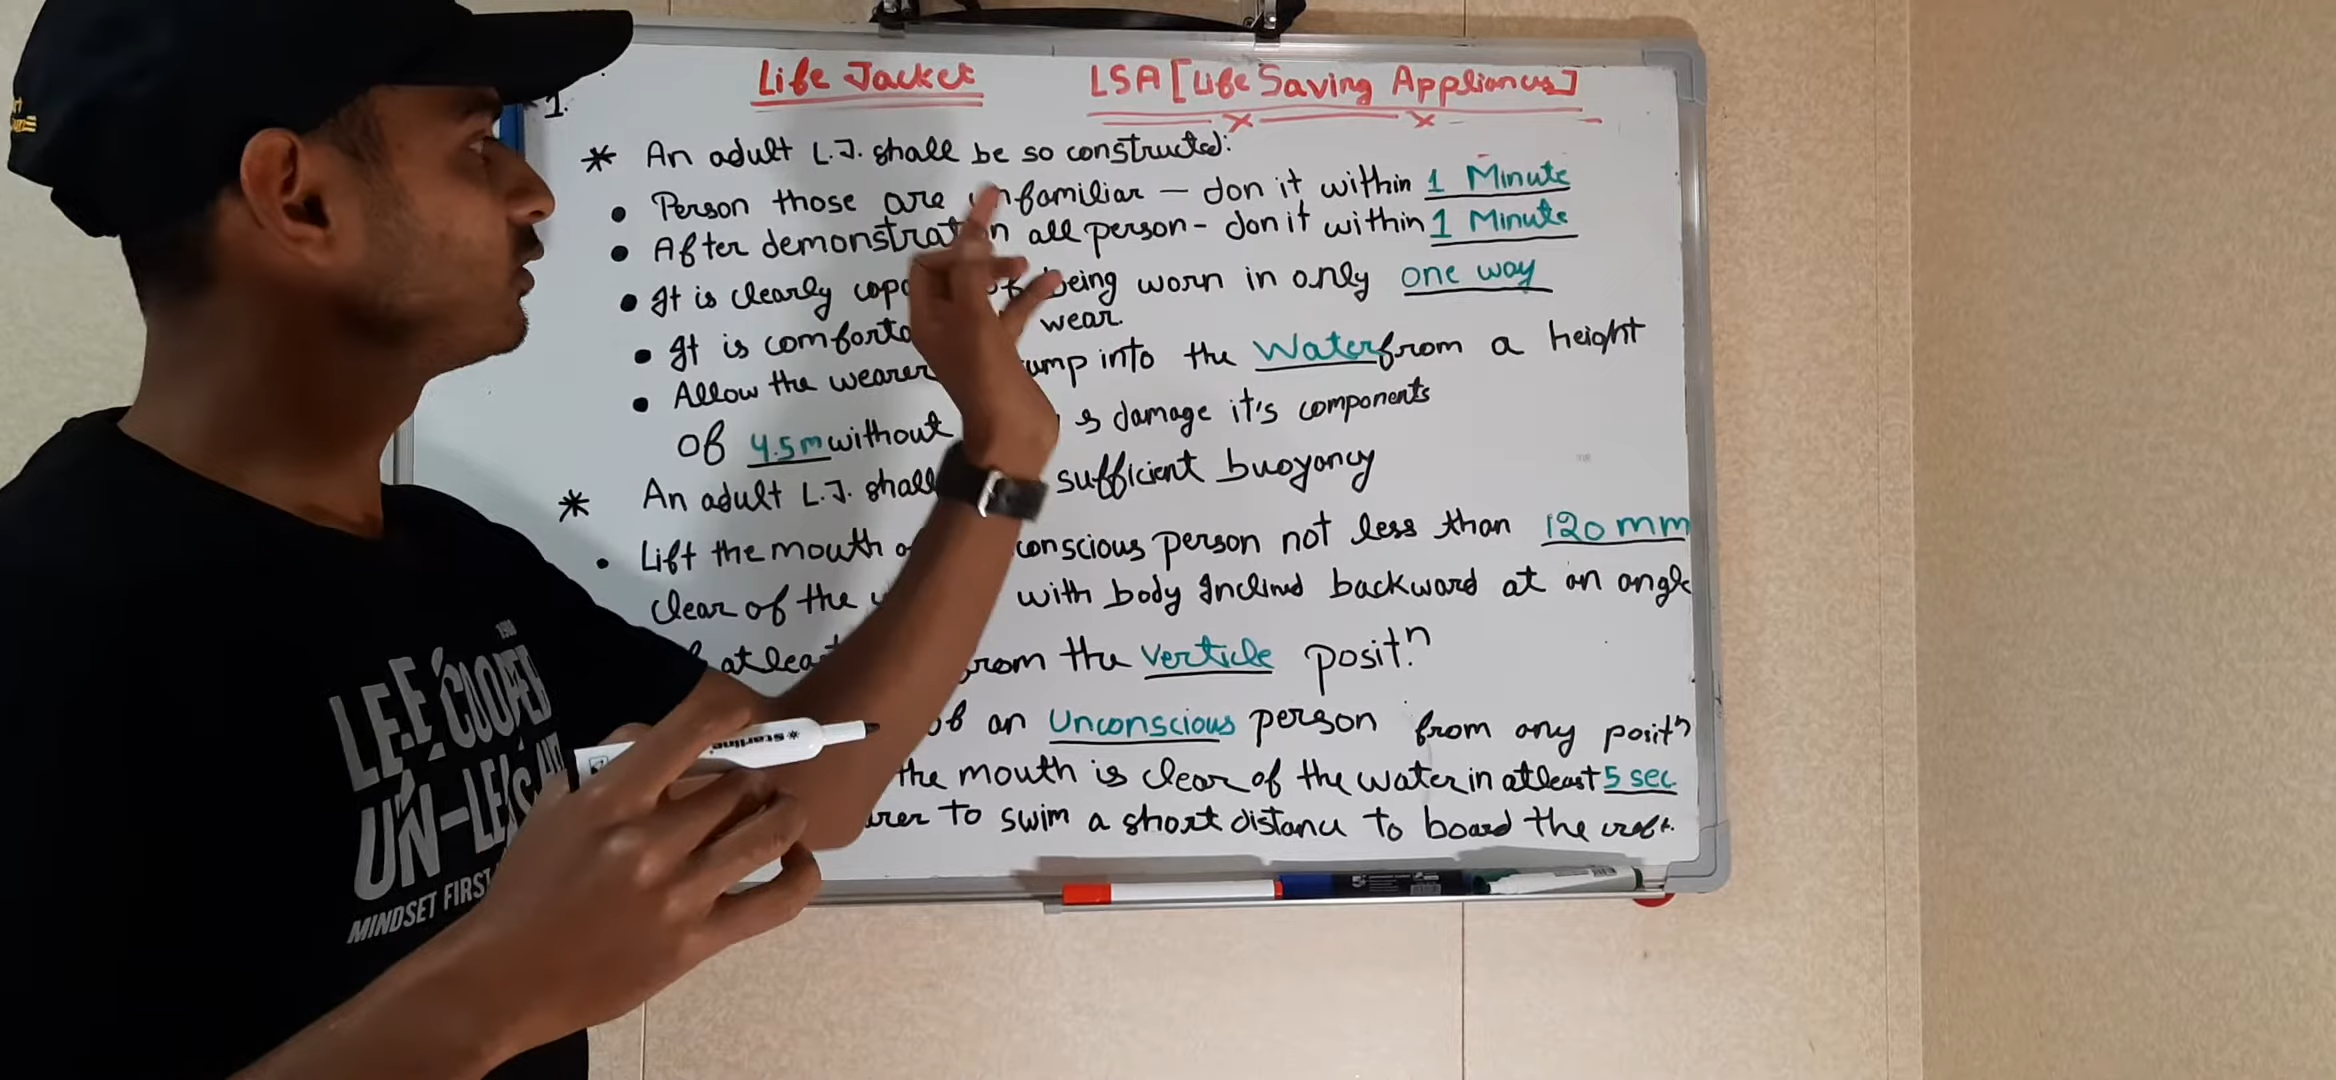 Life Jacket LSA [Life Saving Appliances]
1.
* An adult L.J. shall be so constructed:
• Person those are unfamiliar — don it within 1 Minute
• After demonstration all person - don it within 1 Minute
• It is clearly of being worn in only one way
• It is wear.
• Allow the wearer jump into the Water from a height
of 4.5m without & damage it's components
* An adult L.J. shall sufficient buoyancy
• Lift the mouth conscious person not less than 120 mm
clear of the with body Inclined backward at an angle
atleast from the verticle posit.n
of an Unconscious person from any positn
the mouth is clear of the water in atleast 5 sec
to swim a short distance to board the craft.
LEE COOPER
1908
UN-LE
MINDSET FIRST
starline